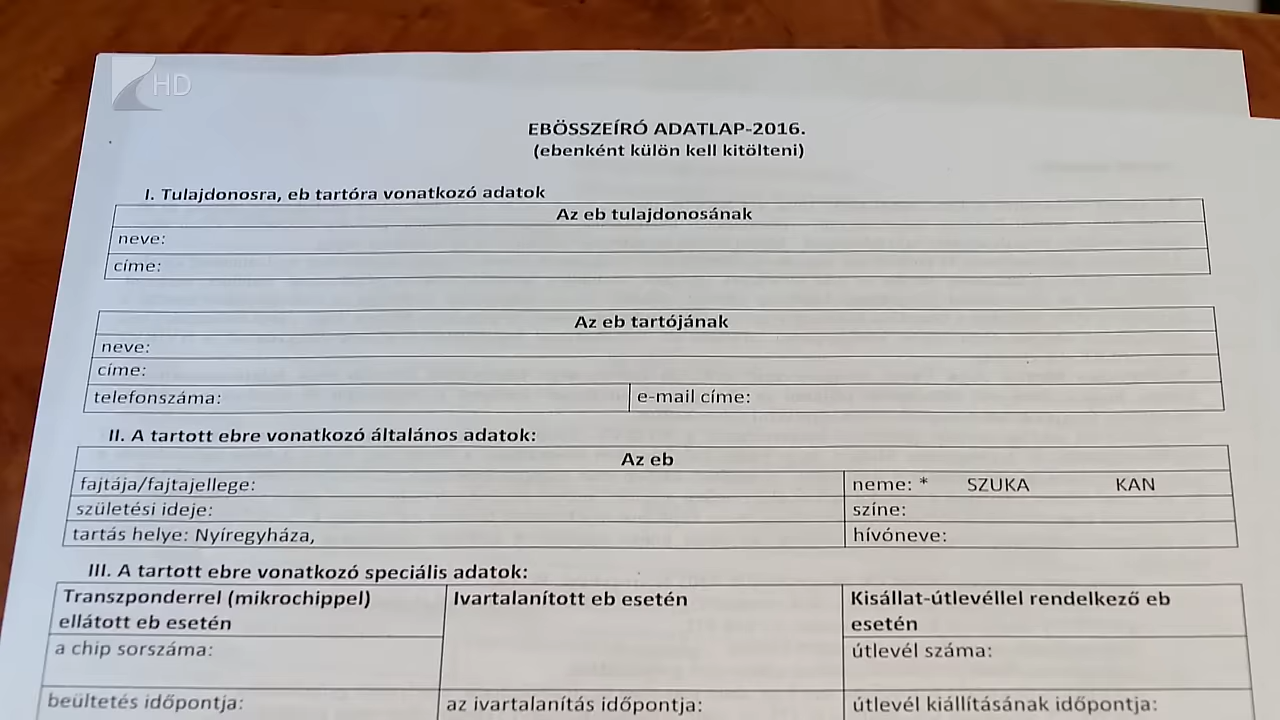 HD
EBÖSSZEÍRÓ ADATLAP-2016.
(ebenként külön kell kitölteni)
I. Tulajdonosra, eb tartóra vonatkozó adatok
Az eb tulajdonosának
neve:
címe:
Az eb tartójának
neve:
címe:
telefonszáma: e-mail címe:
II. A tartott ebre vonatkozó általános adatok:
Az eb
fajtája/fajtajellege: neme: * SZUKA KAN
születési ideje: színe:
tartás helye: Nyíregyháza, hívóneve:
III. A tartott ebre vonatkozó speciális adatok:
Transzponderrel (mikrochippel) Ivartalanított eb esetén Kisállat-útlevéllel rendelkező eb
ellátott eb esetén esetén
a chip sorszáma: útlevél száma:
beültetés időpontja: az ivartalanítás időpontja: útlevél kiállításának időpontja: